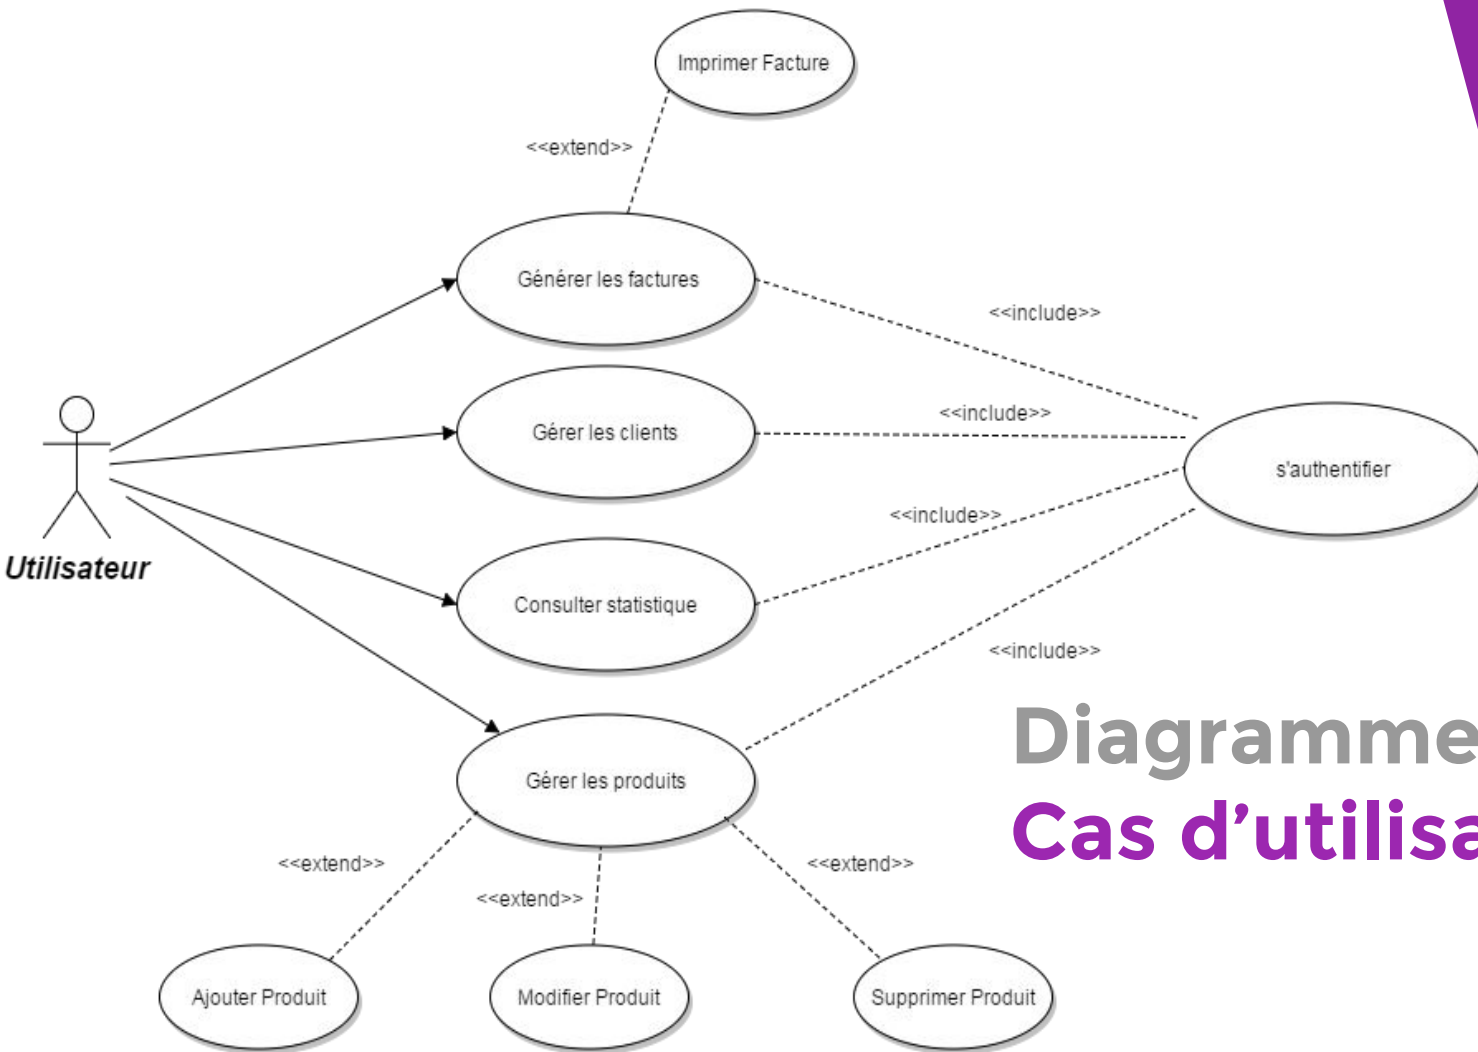 Imprimer Facture
<<extend>>
Générer les factures
<<include>>
Gérer les clients
<<include>>
s'authentifier
<<include>>
Utilisateur
Consulter statistique
<<include>>
Diagramme
Gérer les produits
Cas d'utilisa
<<extend>>
<<extend>>
<<extend>>
Ajouter Produit
Modifier Produit
Supprimer Produit